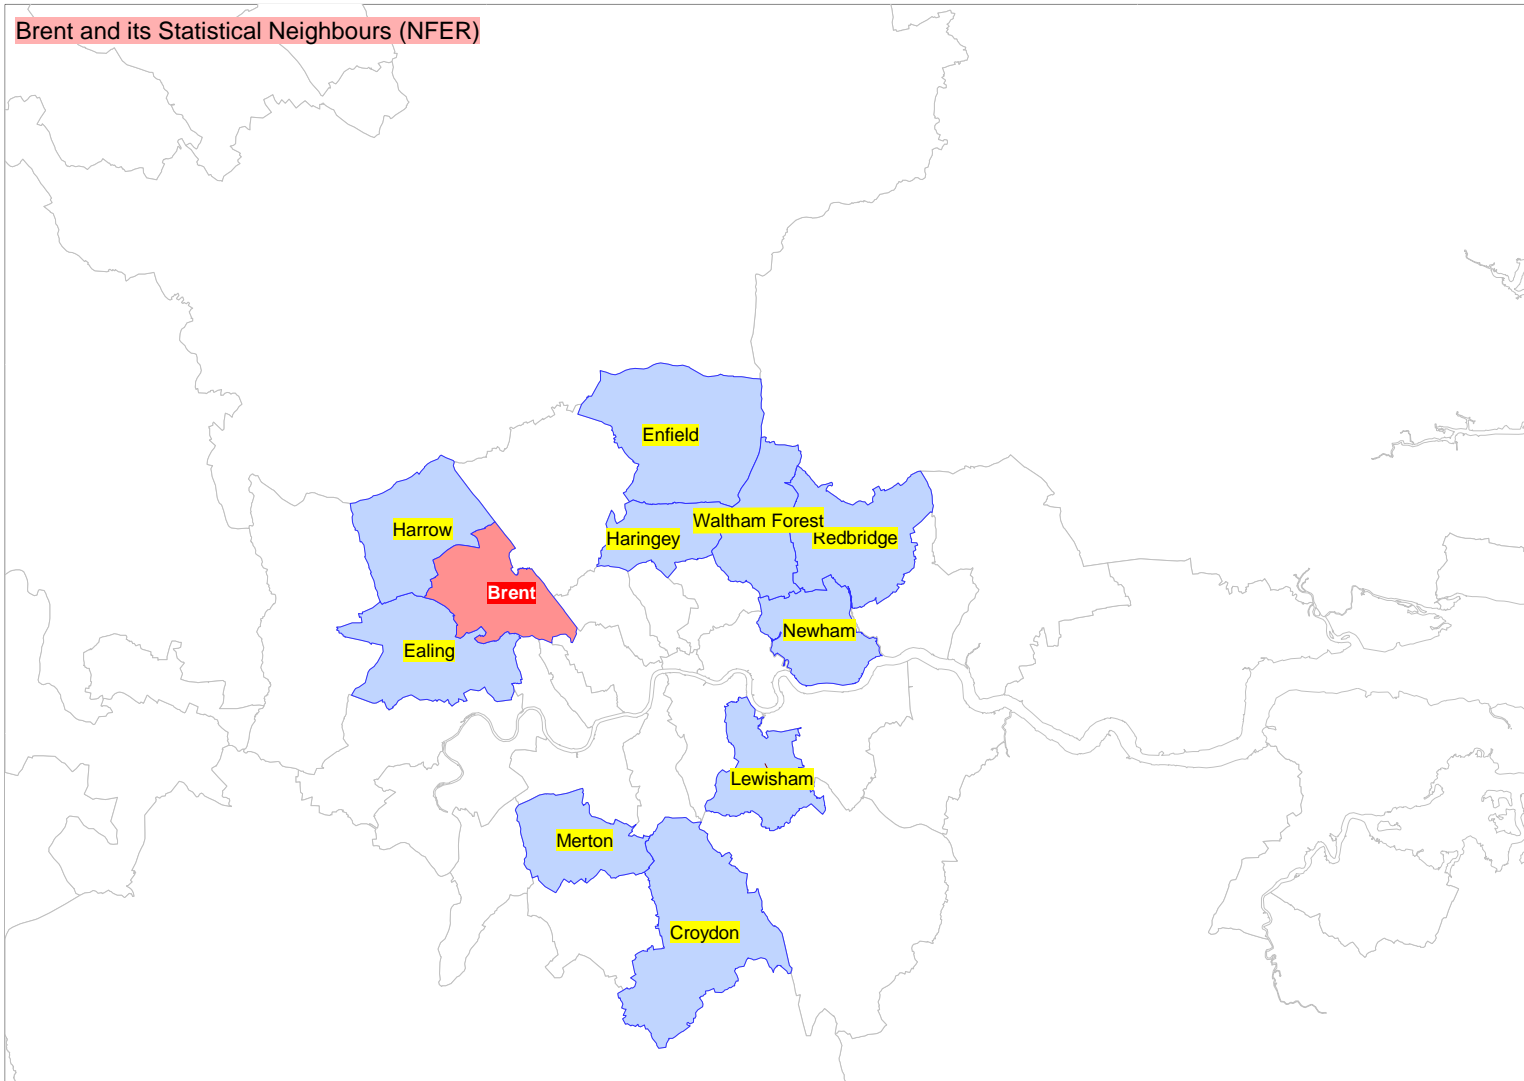 Brent and its Statistical Neighbours (NFER)
Enfield
Waltham Forest
Harrow
Haringey
Redbridge
Brent
Newham
Ealing
Lewisham
Merton
Croydon